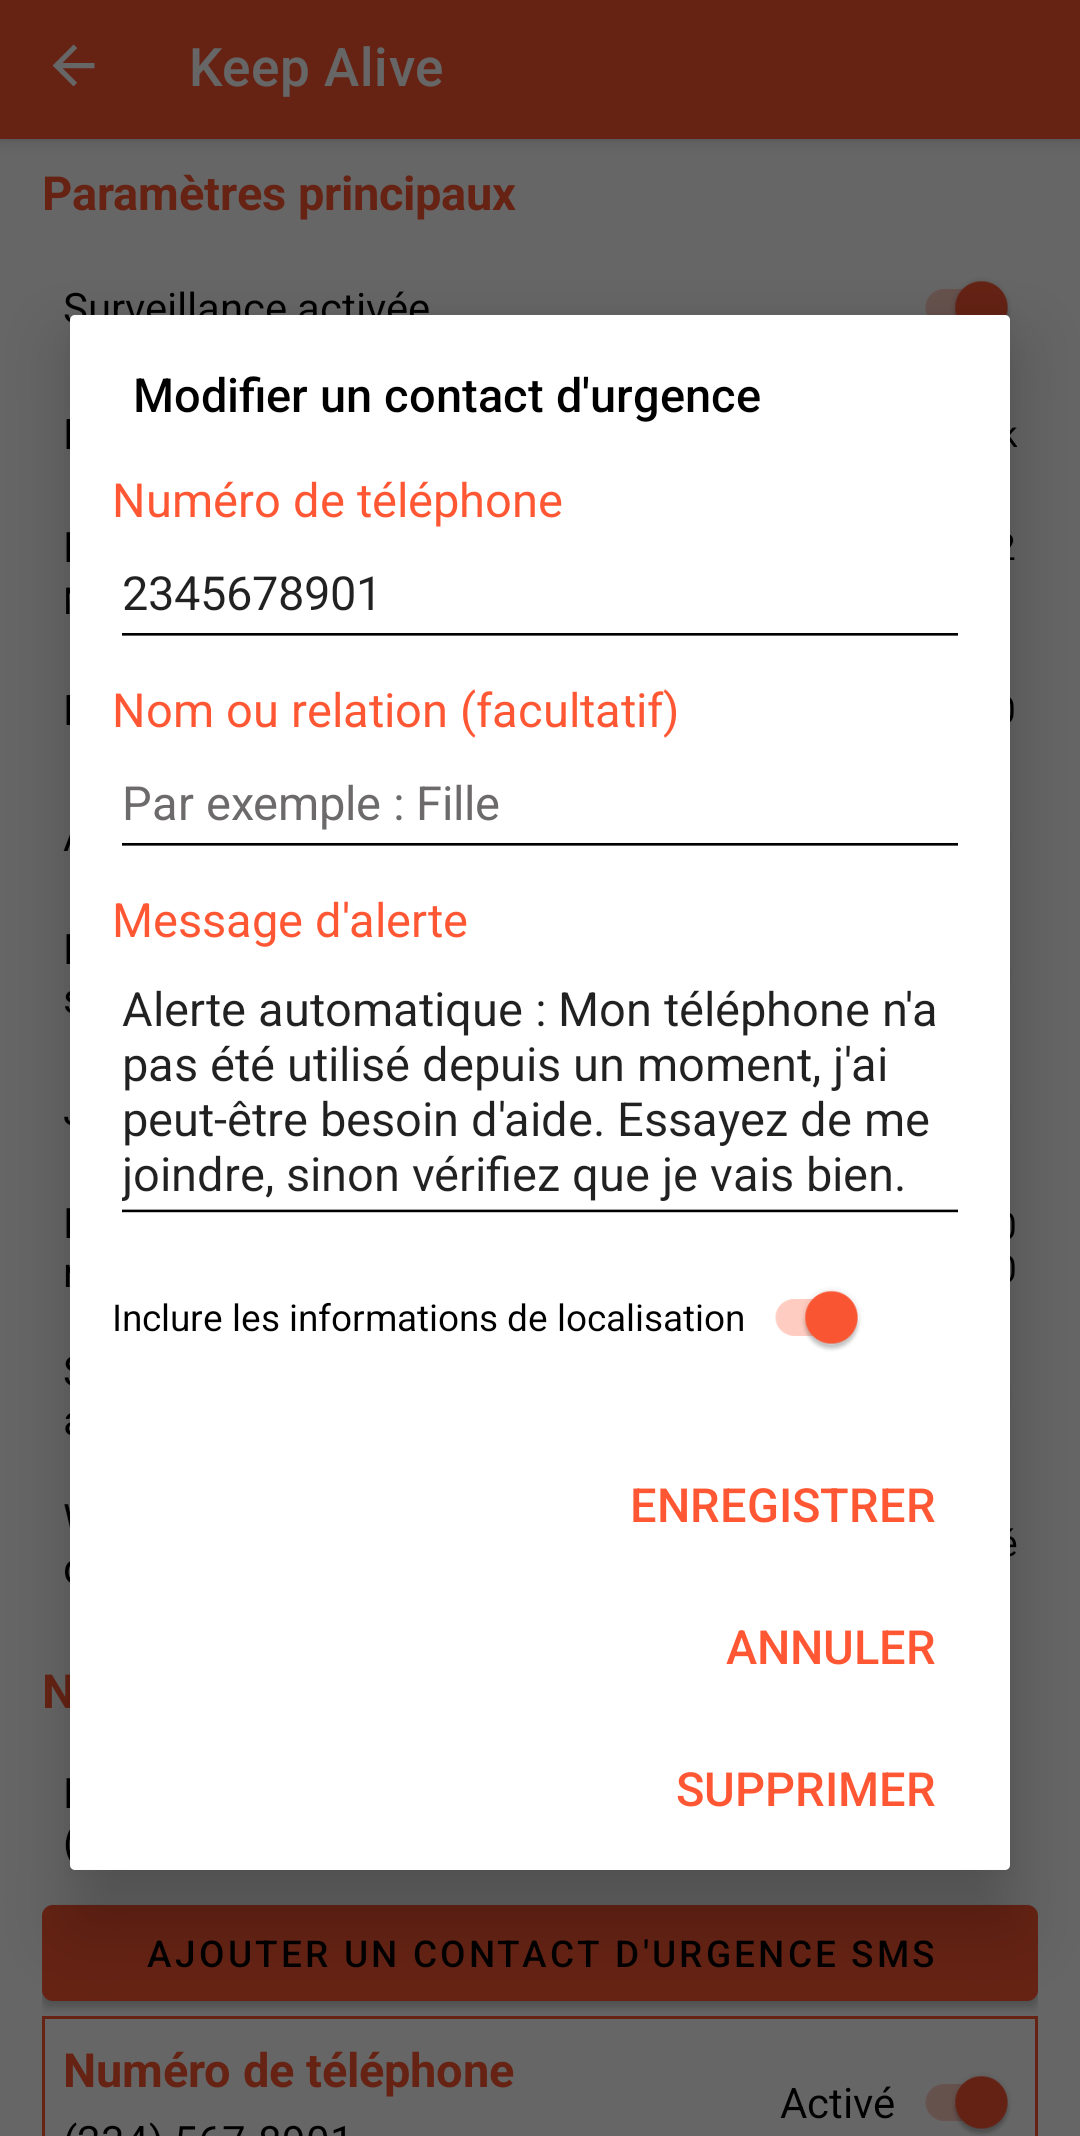 Keep Alive
Paramètres principaux
Surveillance activée
Modifier un contact d'urgence
Numéro de téléphone
2345678901
Nom ou relation (facultatif)
Par exemple : Fille
Message d'alerte
Alerte automatique : Mon téléphone n'a
pas été utilisé depuis un moment, j'ai
peut-être besoin d'aide. Essayez de me
joindre, sinon vérifiez que je vais bien.
Inclure les informations de localisation
ENREGISTRER
ANNULER
SUPPRIMER
AJOUTER UN CONTACT D'URGENCE SMS
Numéro de téléphone
Activé
(234) 567-8901